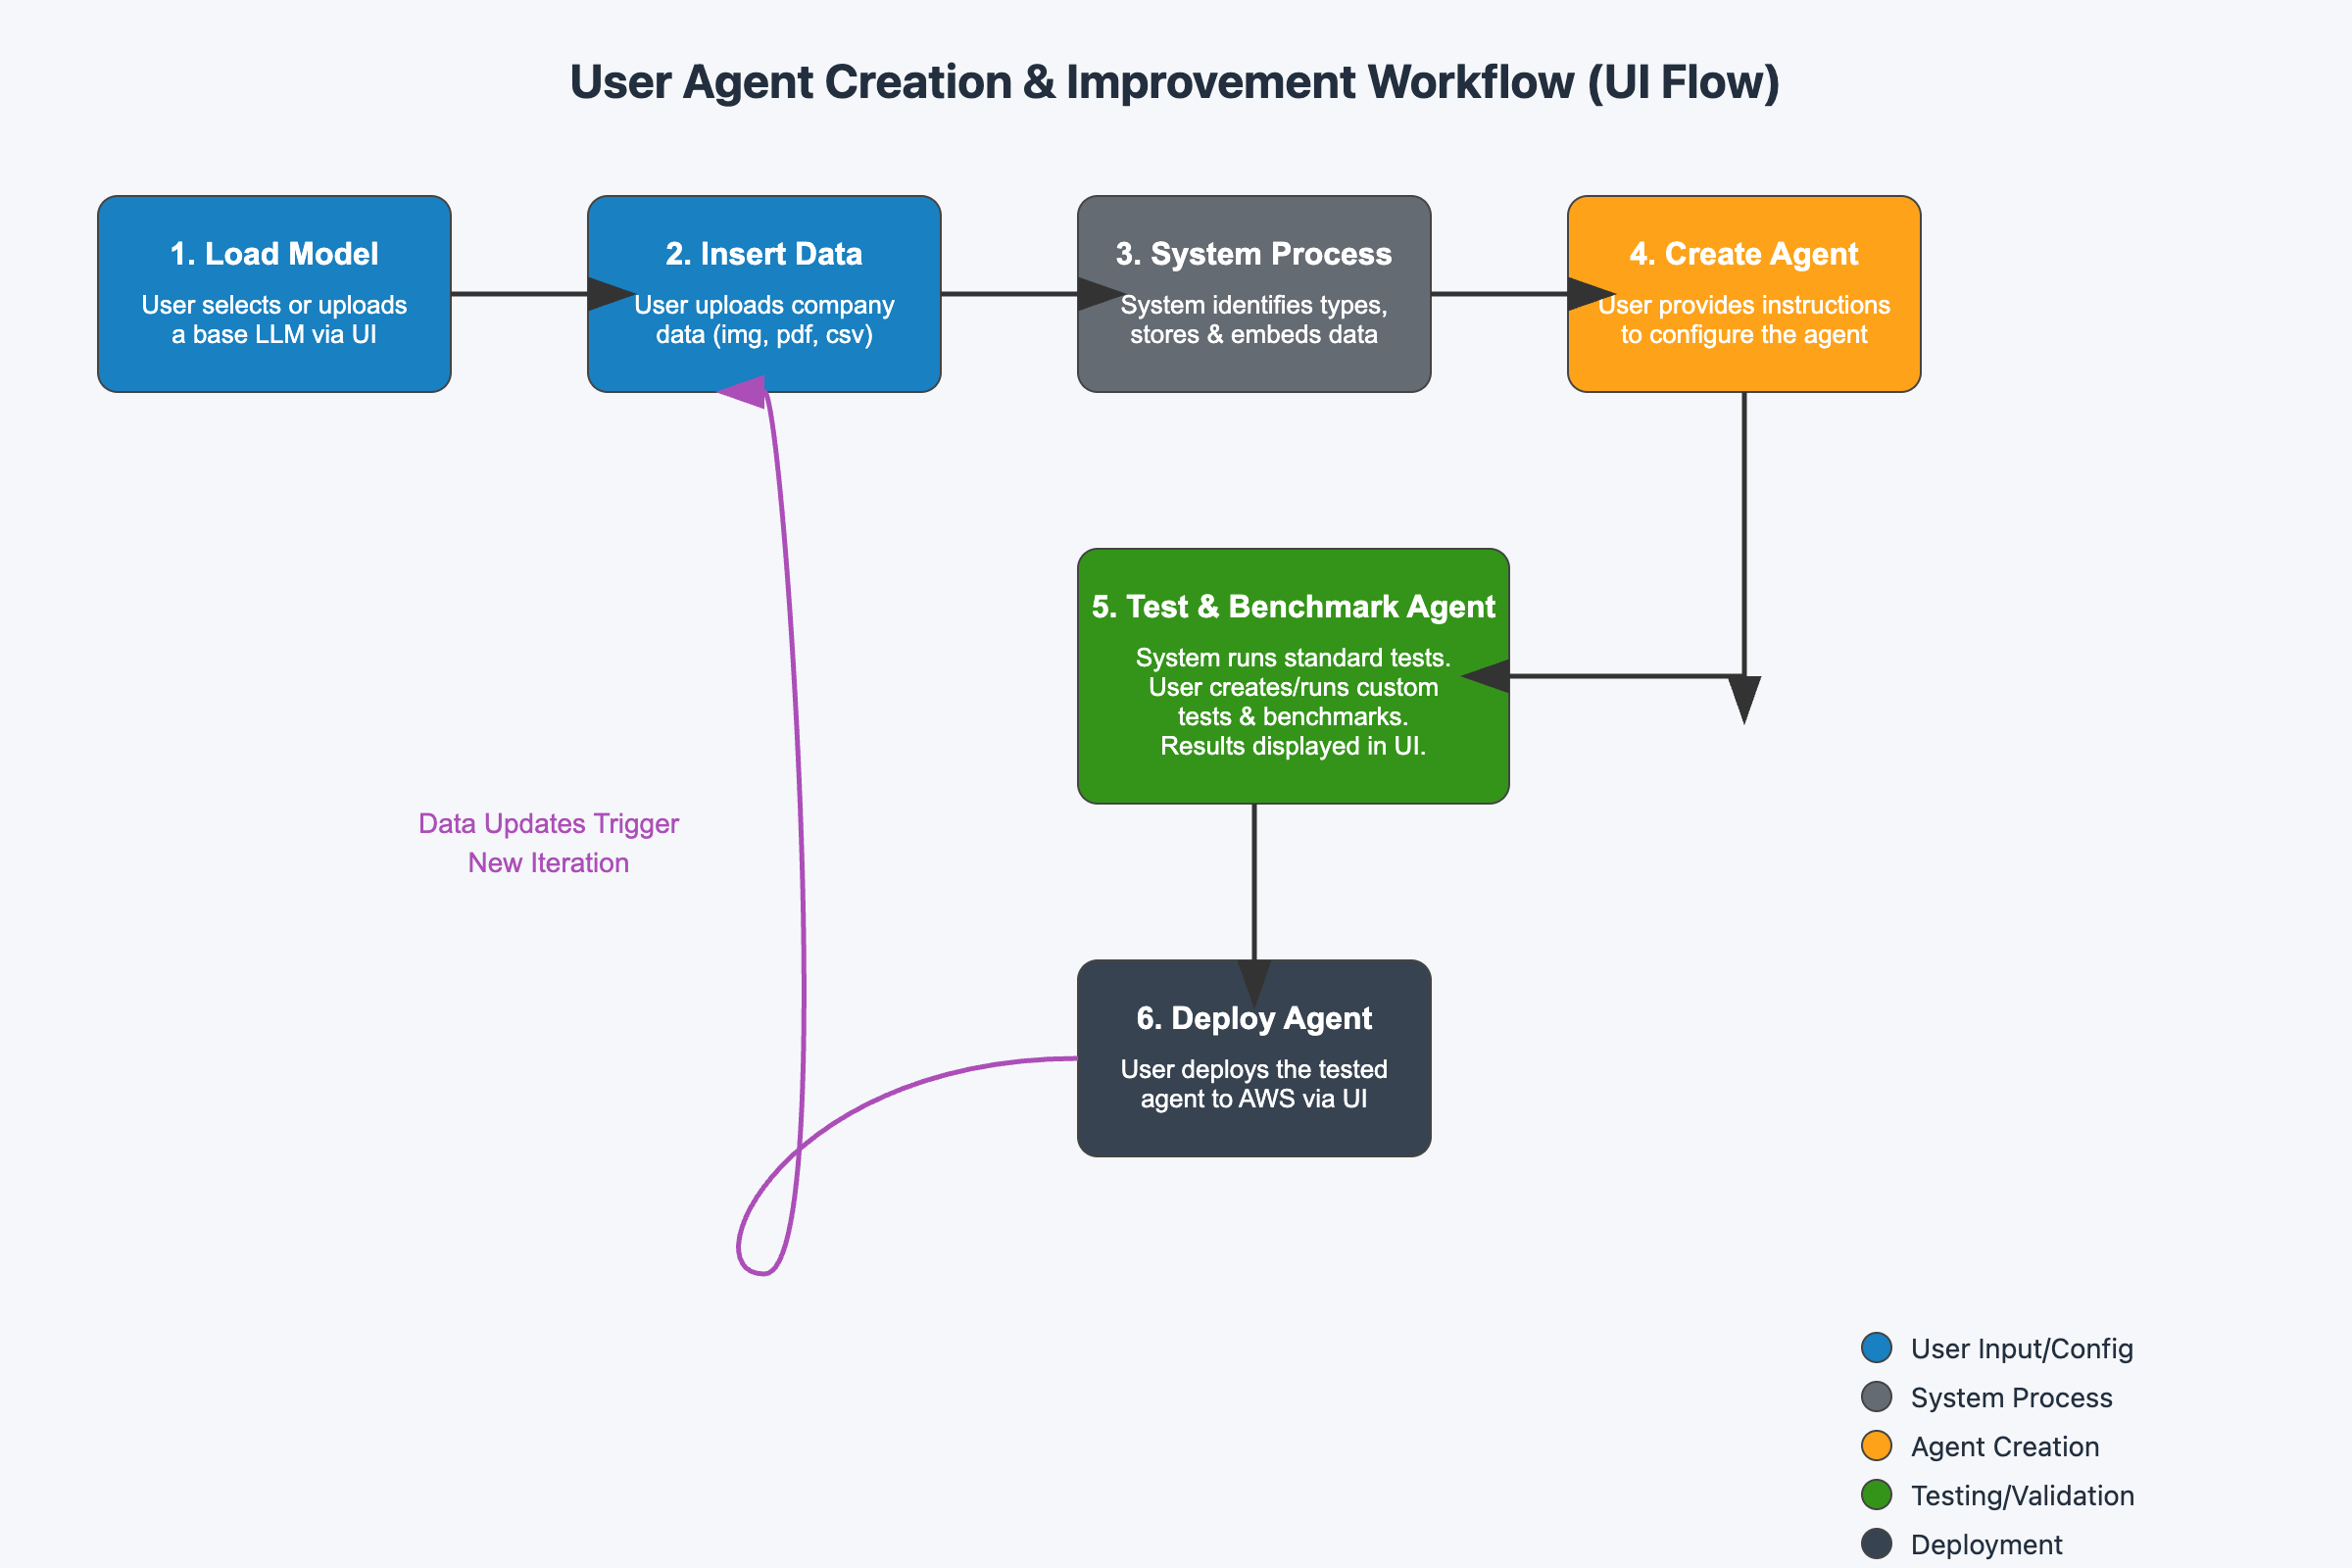 User Agent Creation & Improvement Workflow (UI Flow)
1. Load Model
User selects or uploads
a base LLM via UI
2. Insert Data
User uploads company
data (img, pdf, csv)
3. System Process
System identifies types,
stores & embeds data
4. Create Agent
User provides instructions
to configure the agent
5. Test & Benchmark Agent
System runs standard tests.
User creates/runs custom
tests & benchmarks.
Results displayed in UI.
Data Updates Trigger
New Iteration
6. Deploy Agent
User deploys the tested
agent to AWS via UI
User Input/Config
System Process
Agent Creation
Testing/Validation
Deployment